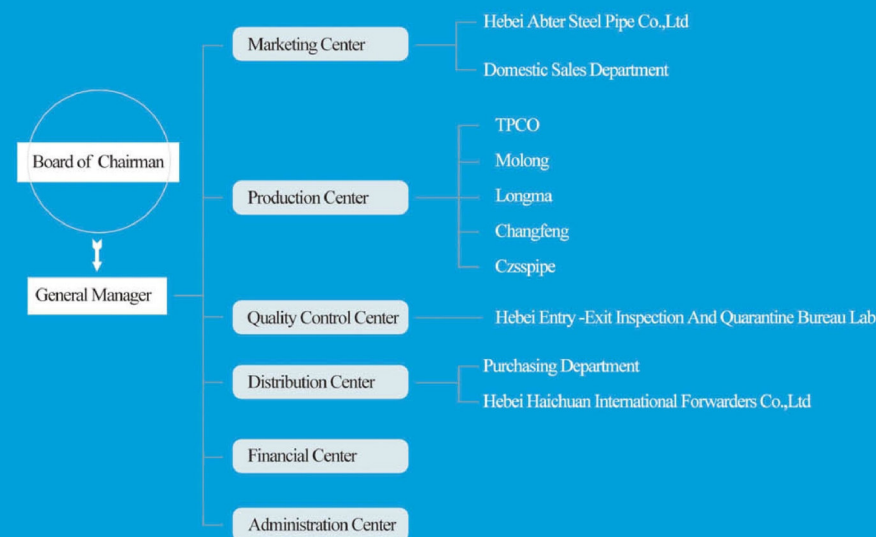 Board of Chairman
General Manager
Marketing Center
Hebei Abter Steel Pipe Co.,Ltd
Domestic Sales Department
Production Center
TPCO
Molong
Longma
Changfeng
Czsspipe
Quality Control Center
Hebei Entry -Exit Inspection And Quarantine Bureau Lab
Distribution Center
Purchasing Department
Hebei Haichuan International Forwarders Co.,Ltd
Financial Center
Administration Center